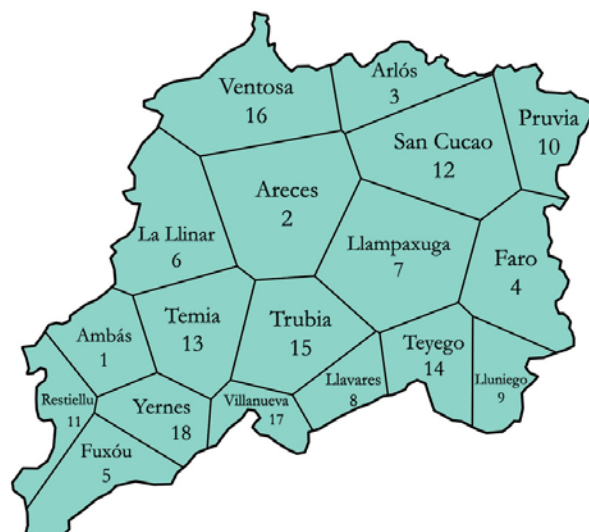 Arlós
3
Ventosa
16
Pruvia
10
San Cucao
12
Areces
2
La Llinar
6
Llampaxuga
7
Faro
4
Temia
13
Trubia
15
Ambás
1
Teyego
14
Lluniego
9
Llavares
8
Restiellu
11
Yernes
18
Villanueva
17
Fuxóu
5